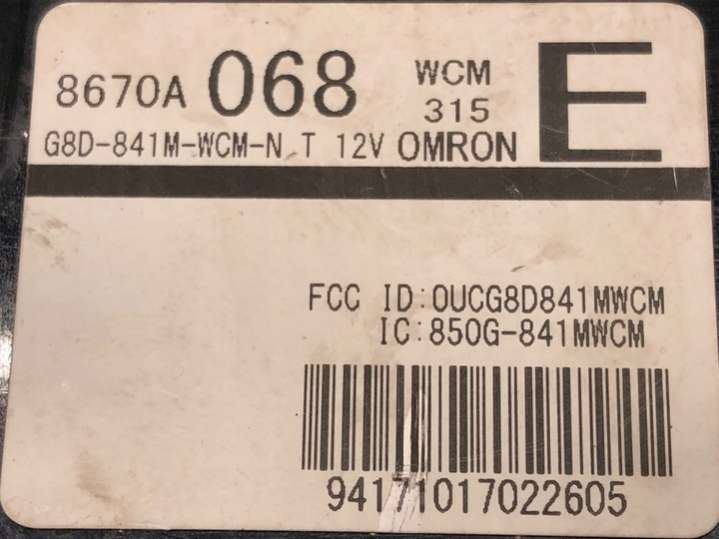 8670A 068 WCM 315 E
G8D-841M-WCM-N T 12V OMRON
FCC ID:OUCG8D841MWCM
IC:850G-841MWCM
94171017022605